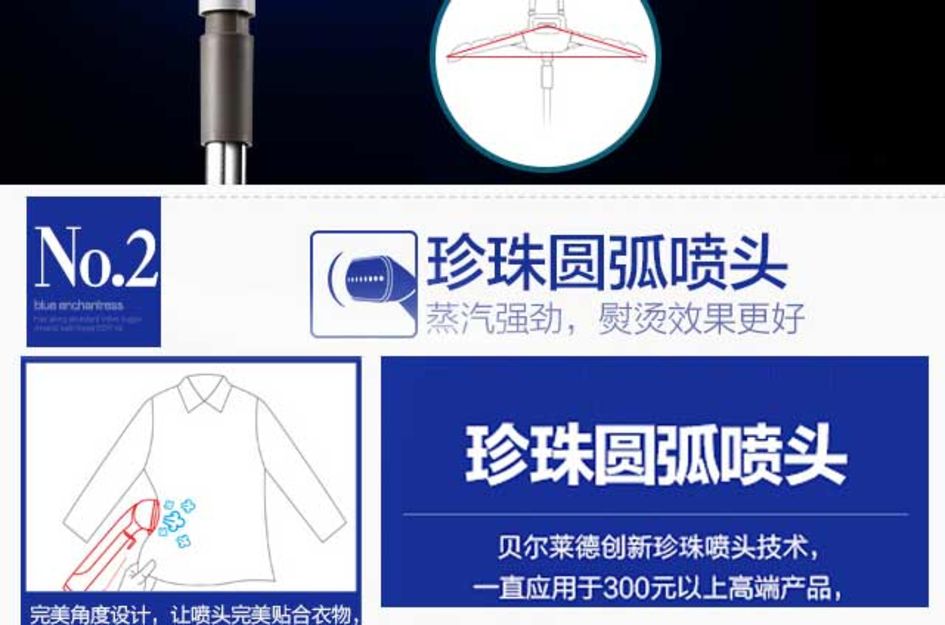 No.2
blue enchantress
珍珠圆弧喷头
蒸汽强劲，熨烫效果更好
珍珠圆弧喷头
贝尔莱德创新珍珠喷头技术，
一直应用于300元以上高端产品，
完美角度设计，让喷头完美贴合衣物，